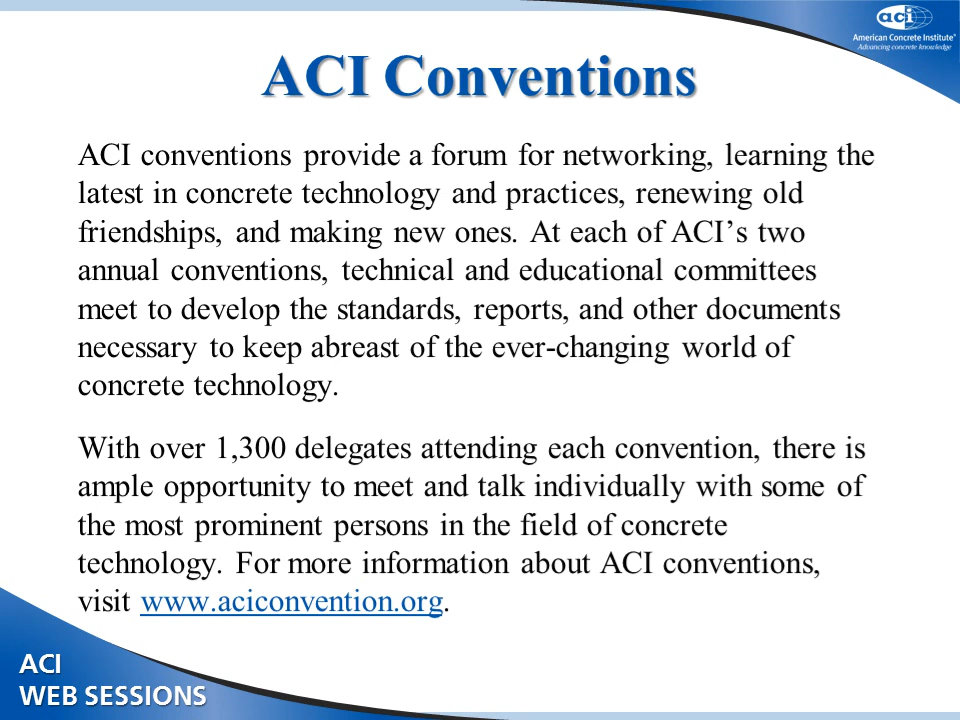 aci
American Concrete Institute®
Advancing concrete knowledge
ACI Conventions
ACI conventions provide a forum for networking, learning the
latest in concrete technology and practices, renewing old
friendships, and making new ones. At each of ACI’s two
annual conventions, technical and educational committees
meet to develop the standards, reports, and other documents
necessary to keep abreast of the ever-changing world of
concrete technology.
With over 1,300 delegates attending each convention, there is
ample opportunity to meet and talk individually with some of
the most prominent persons in the field of concrete
technology. For more information about ACI conventions,
visit www.aciconvention.org.
ACI
WEB SESSIONS